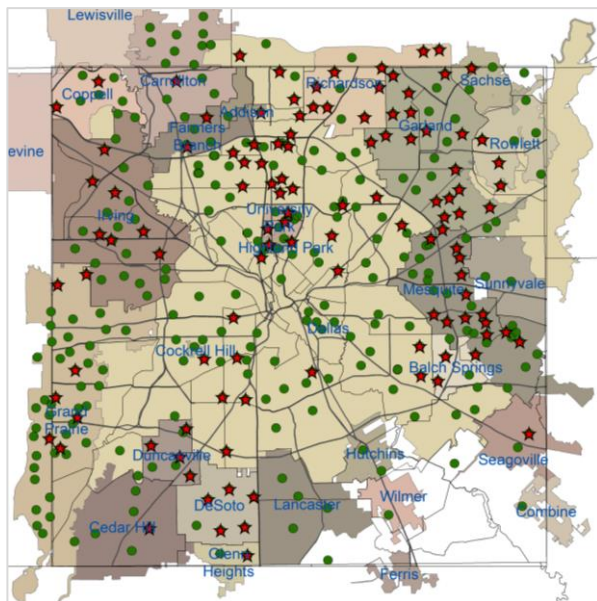 Lewisville
Coppell
Carrollton
Richardson
Sachse
Addison
Farmers
Branch
Garland
Rowlett
evine
Irving
University
Park
Highland Park
Mesquite
Sunnyvale
Dallas
Cockrell Hill
Balch Springs
Grand
Prairie
Duncanville
Hutchins
Seagoville
DeSoto
Lancaster
Wilmer
Combine
Cedar Hill
Glenn
Heights
Ferris